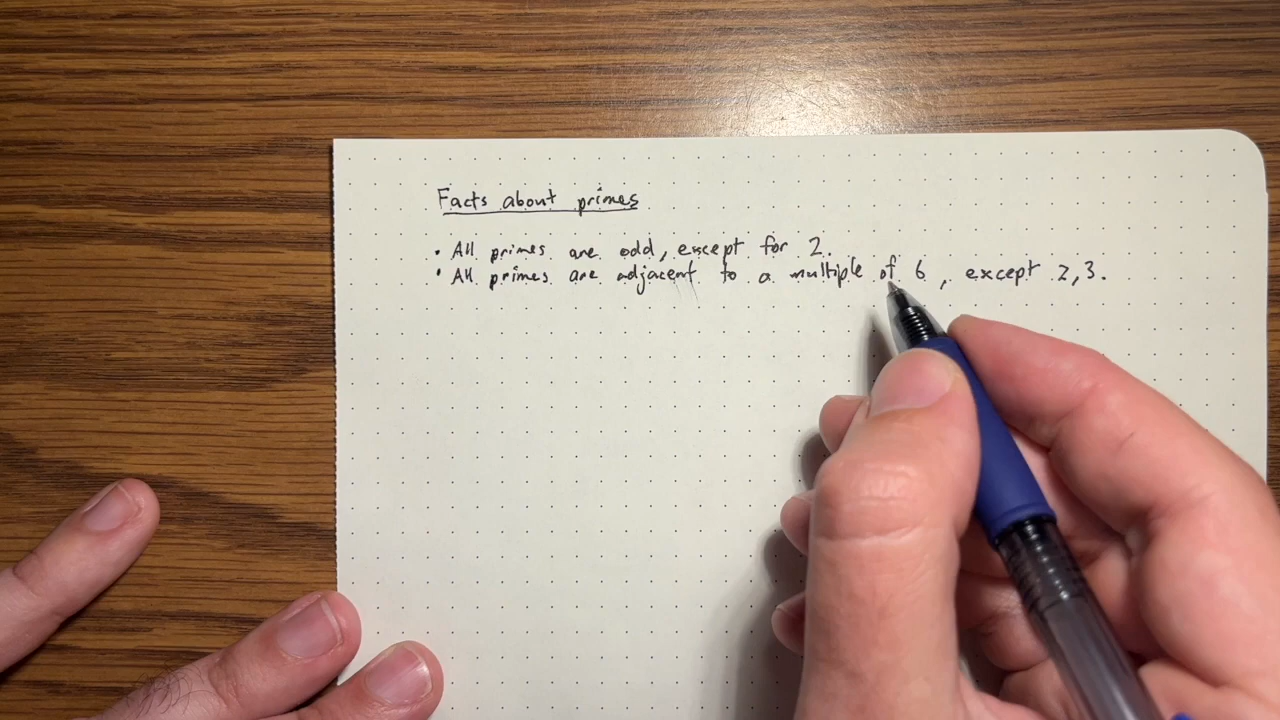 Facts about primes
• All primes are odd, except for 2.
• All primes are adjacent to a multiple of 6, except 2,3.